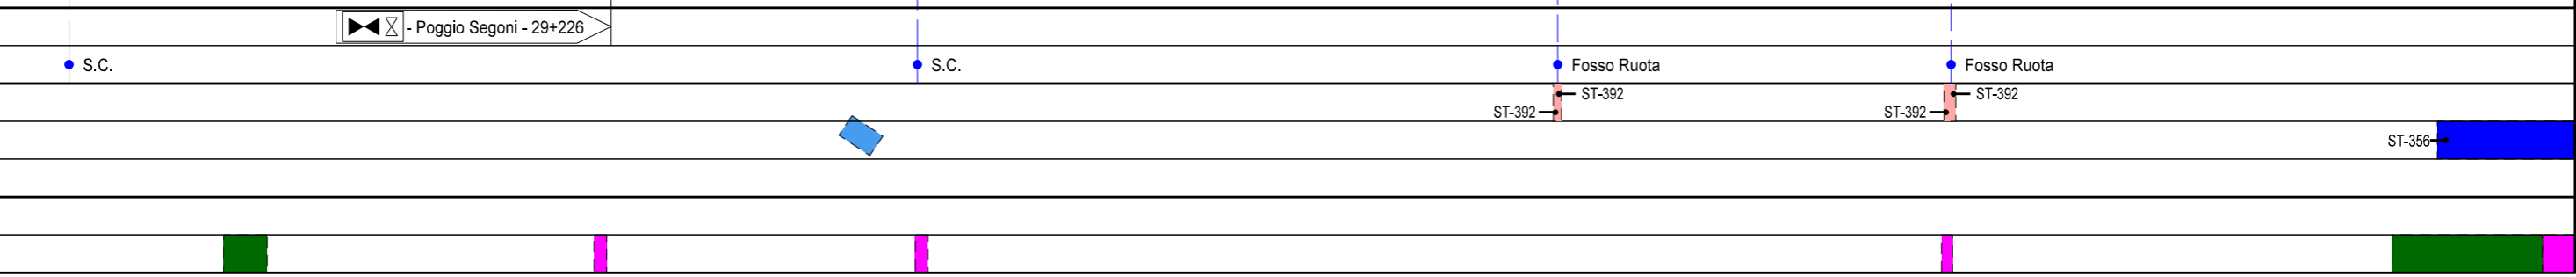 - Poggio Segoni - 29+226
S.C.
S.C.
Fosso Ruota
Fosso Ruota
ST-392
ST-392
ST-392
ST-392
ST-356